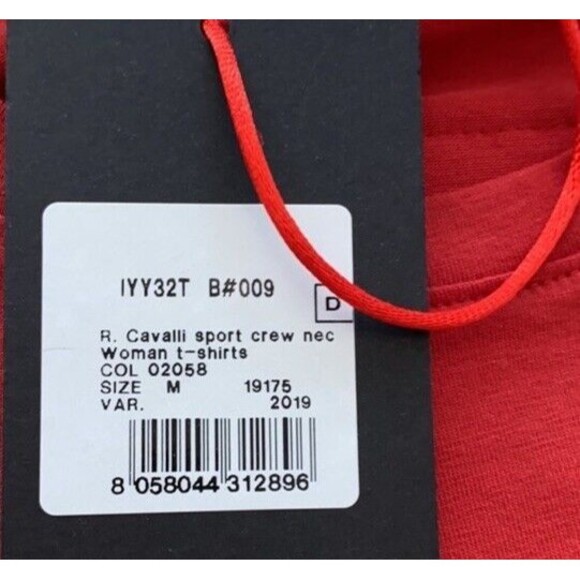 IYY32T B#009
D
R. Cavalli sport crew nec
Woman t-shirts
COL 02058
SIZE M 19175
VAR. 2019
8 058044 312896